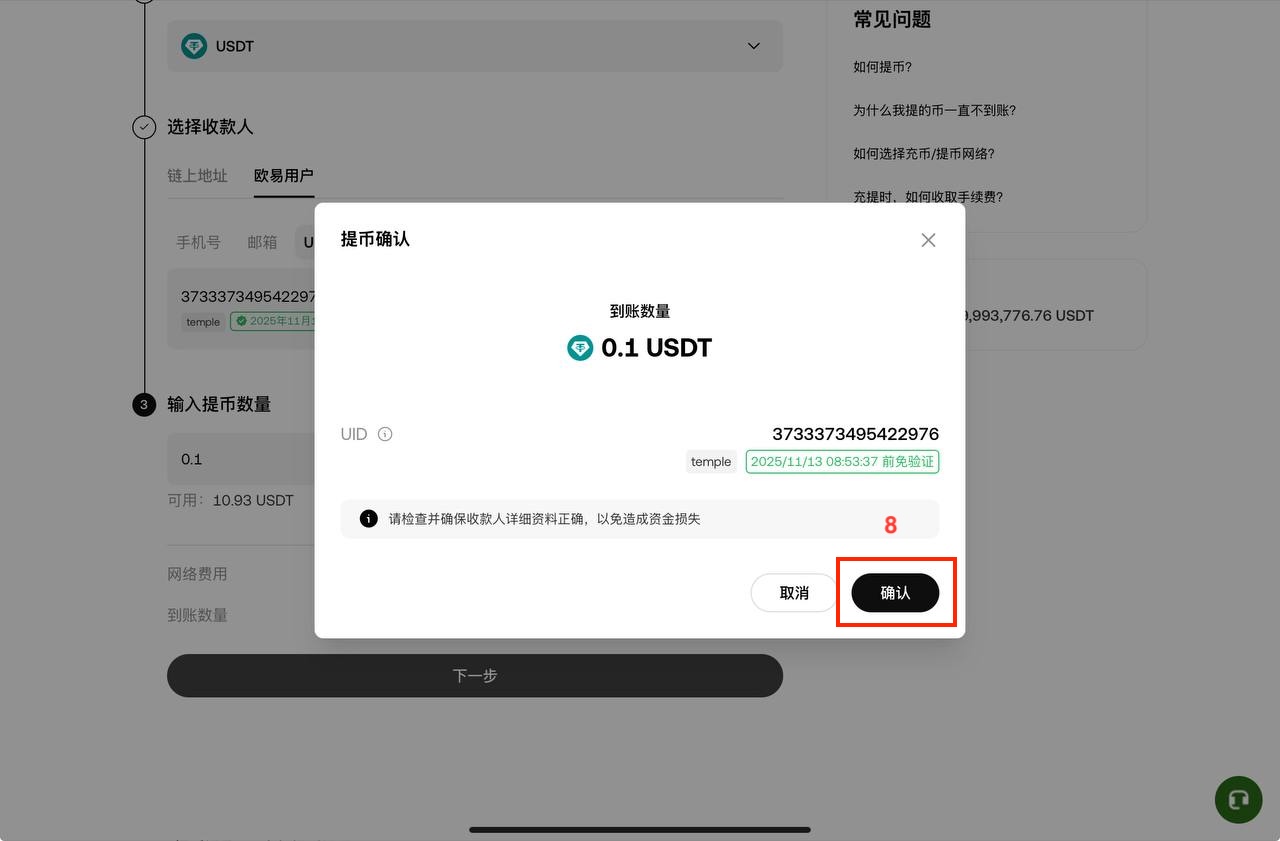 USDT
选择收款人
链上地址 欧易用户
手机号 邮箱 U
373337349542297
temple 2025年11月1
3 输入提币数量
0.1
可用: 10.93 USDT
网络费用
到账数量
下一步
提币确认
到账数量
0.1 USDT
UID 3733373495422976
temple 2025/11/13 08:53:37 前免验证
请检查并确保收款人详细资料正确，以免造成资金损失
8
取消 确认
常见问题
如何提币?
为什么我提的币一直不到账?
如何选择充币/提币网络?
充提时，如何收取手续费?
9,993,776.76 USDT